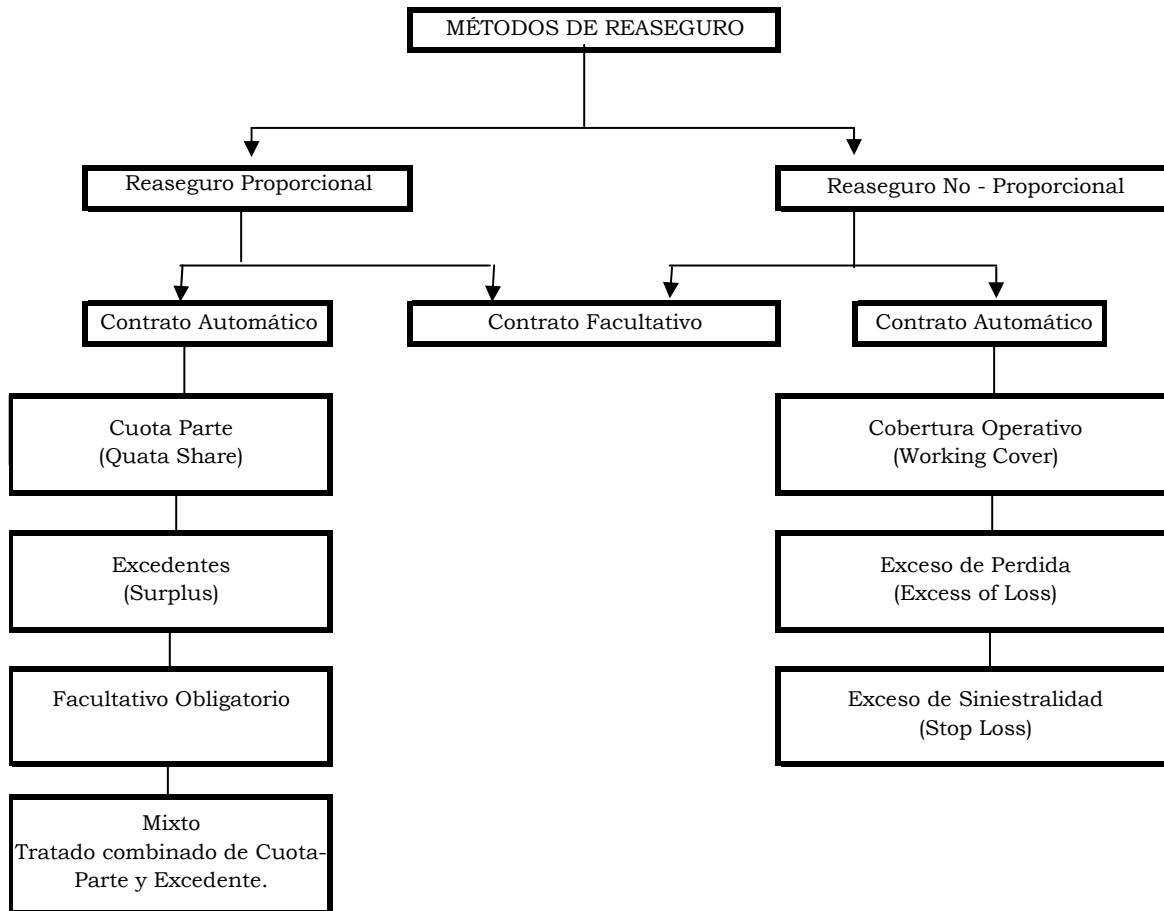 MÉTODOS DE REASEGURO
Reaseguro Proporcional
Reaseguro No - Proporcional
Contrato Automático
Contrato Facultativo
Contrato Automático
Cuota Parte
(Quata Share)
Cobertura Operativo
(Working Cover)
Excedentes
(Surplus)
Exceso de Perdida
(Excess of Loss)
Facultativo Obligatorio
Exceso de Siniestralidad
(Stop Loss)
Mixto
Tratado combinado de Cuota-
Parte y Excedente.